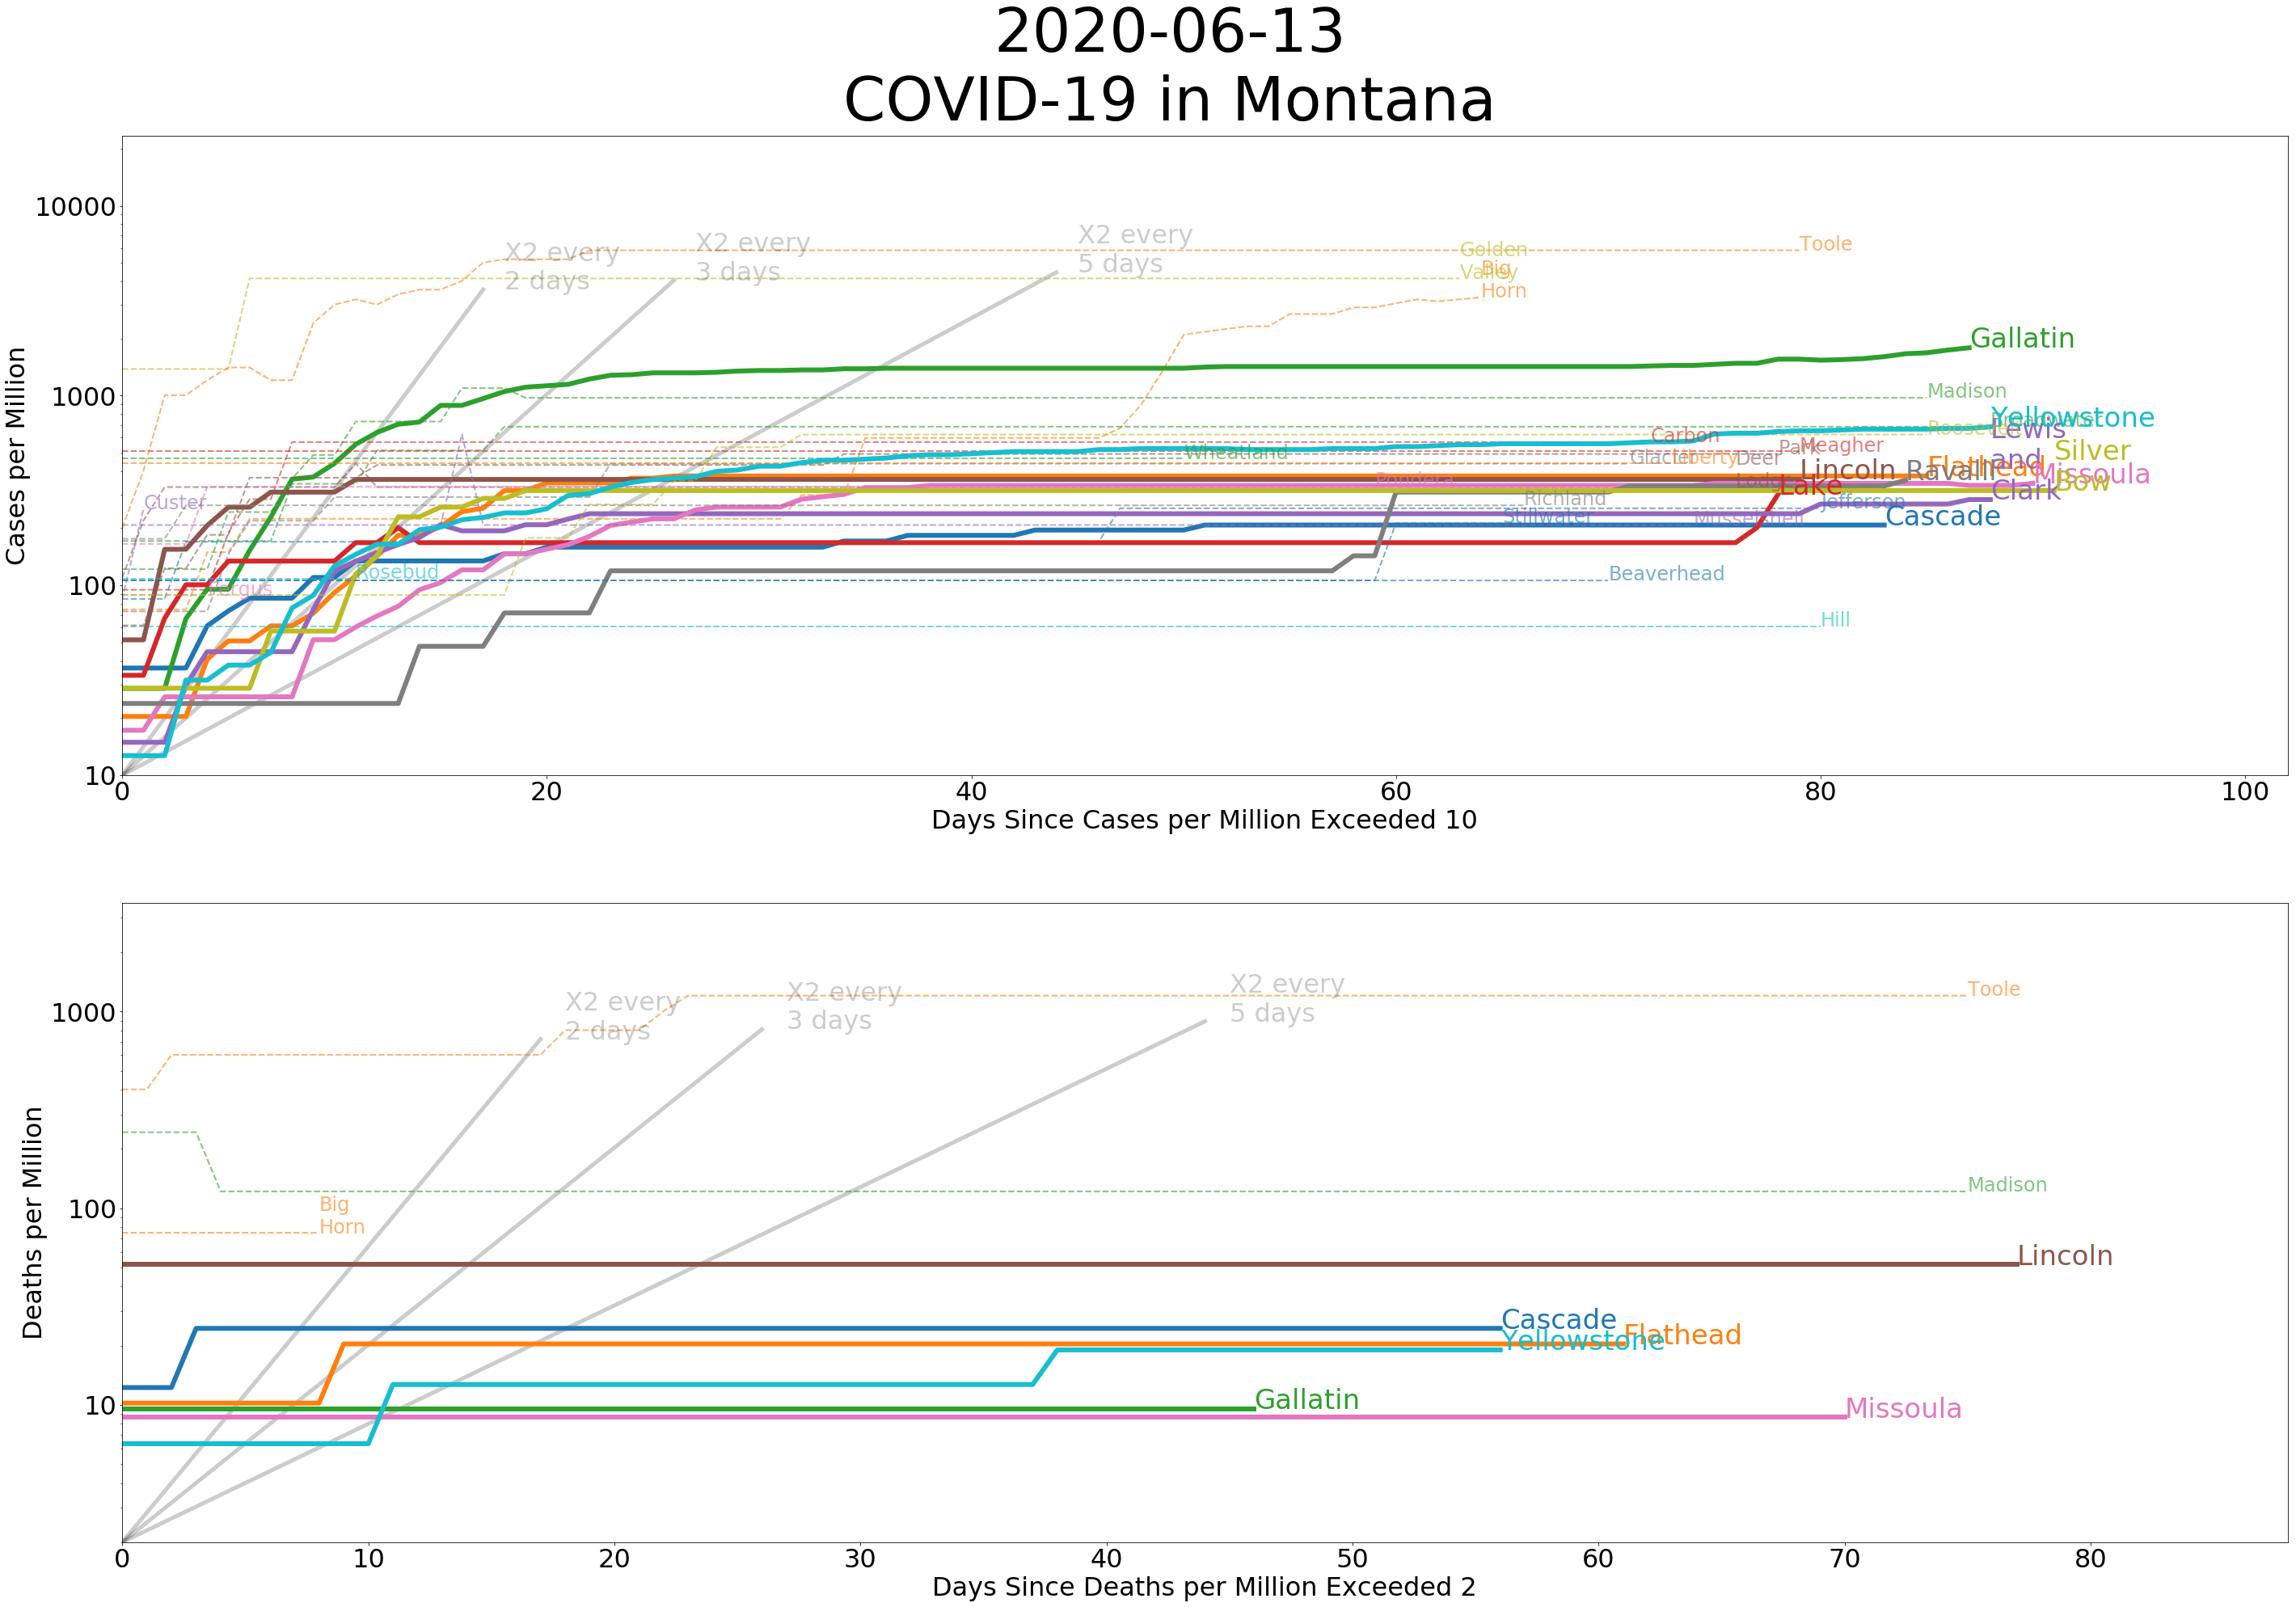 2020-06-13
COVID-19 in Montana
Cases per Million
10000
1000
100
10
X2 every
2 days
X2 every
3 days
X2 every
5 days
Golden
Valley
Big
Horn
Toole
Gallatin
Madison
Yellowstone
Lewis
and
Clark
Silver
Bow
Carbon
Meagher
Park
Wheatland
Glacier
Liberty
Deer
Lodge
Flathead
Lincoln
Ravalli
Missoula
Lake
Pondera
Custer
Richland
Jefferson
Stillwater
Musselshell
Cascade
Rosebud
Fergus
Beaverhead
Hill
0 20 40 60 80 100
Days Since Cases per Million Exceeded 10
Deaths per Million
1000
100
10
X2 every
2 days
X2 every
3 days
X2 every
5 days
Toole
Madison
Big
Horn
Lincoln
Cascade
Flathead
Yellowstone
Gallatin
Missoula
0 10 20 30 40 50 60 70 80
Days Since Deaths per Million Exceeded 2